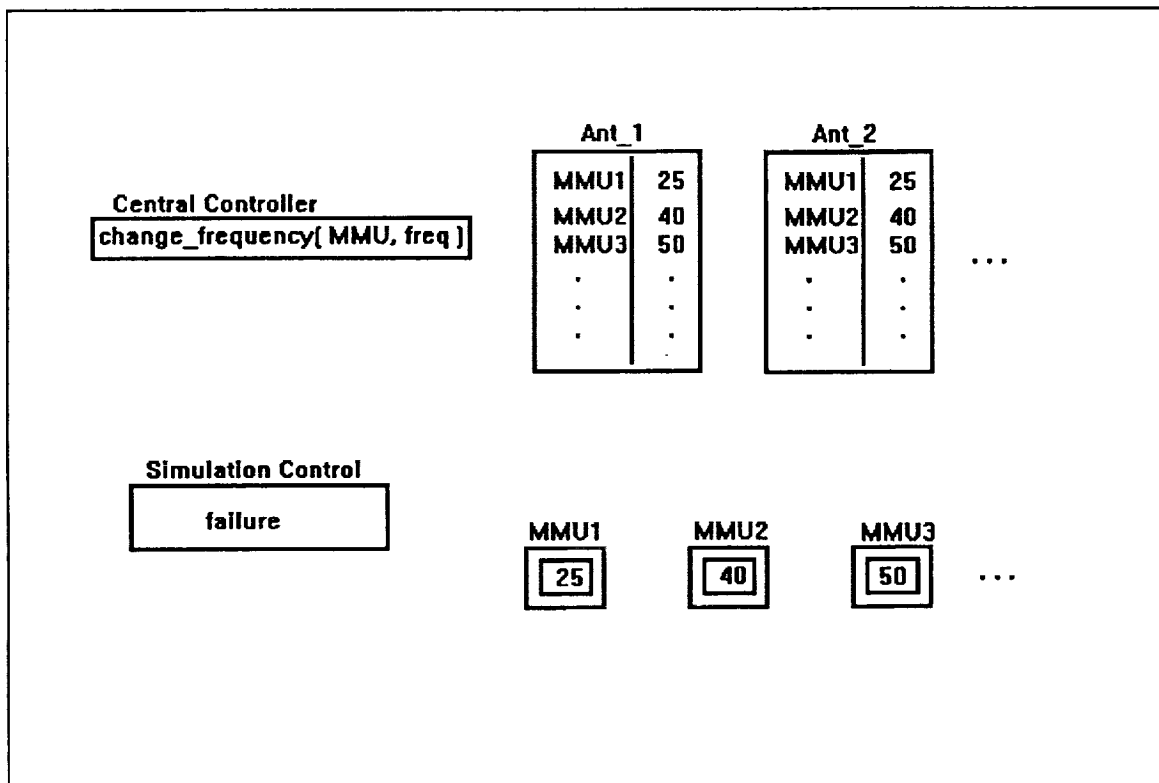 Ant_1
MMU1 25
MMU2 40
MMU3 50
. .
. .
. .
Ant_2
MMU1 25
MMU2 40
MMU3 50
. .
. .
. .
...
Central Controller
change_frequency( MMU, freq )
Simulation Control
failure
MMU1
25
MMU2
40
MMU3
50
...